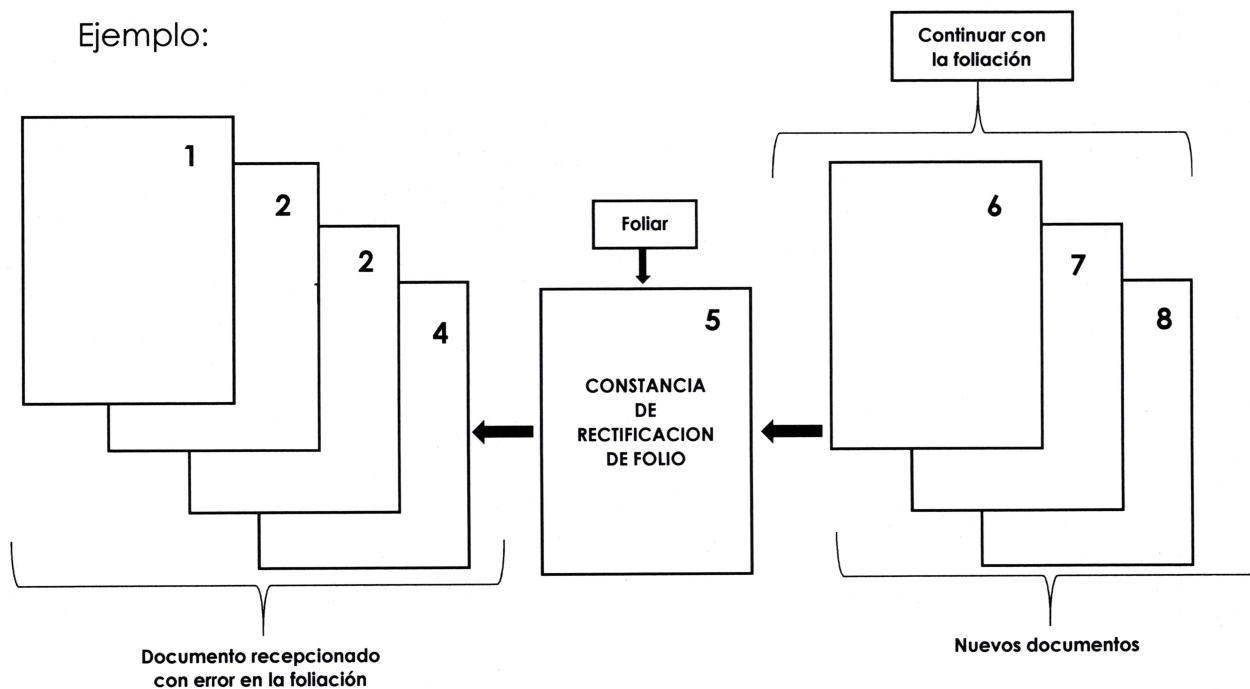 Ejemplo:
Continuar con
la foliación
1
2
2
4
Foliar
5
CONSTANCIA
DE
RECTIFICACION
DE FOLIO
6
7
8
Documento recepcionado
con error en la foliación
Nuevos documentos